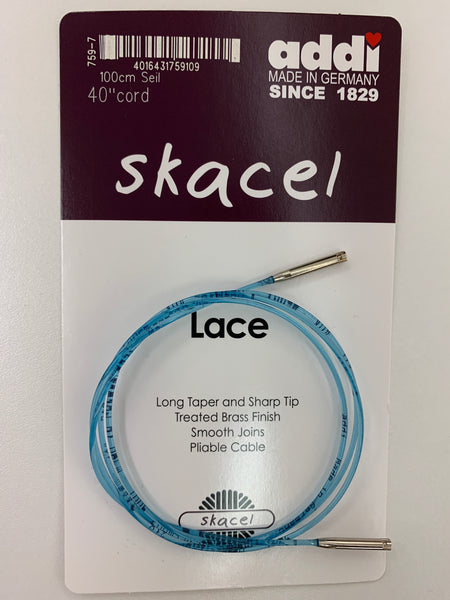 759-7
4016431759109
100cm Seil
40"cord
addi
MADE IN GERMANY
SINCE 1829
skacel
Lace
Long Taper and Sharp Tip
Treated Brass Finish
Smooth Joins
Pliable Cable
skacel
addi